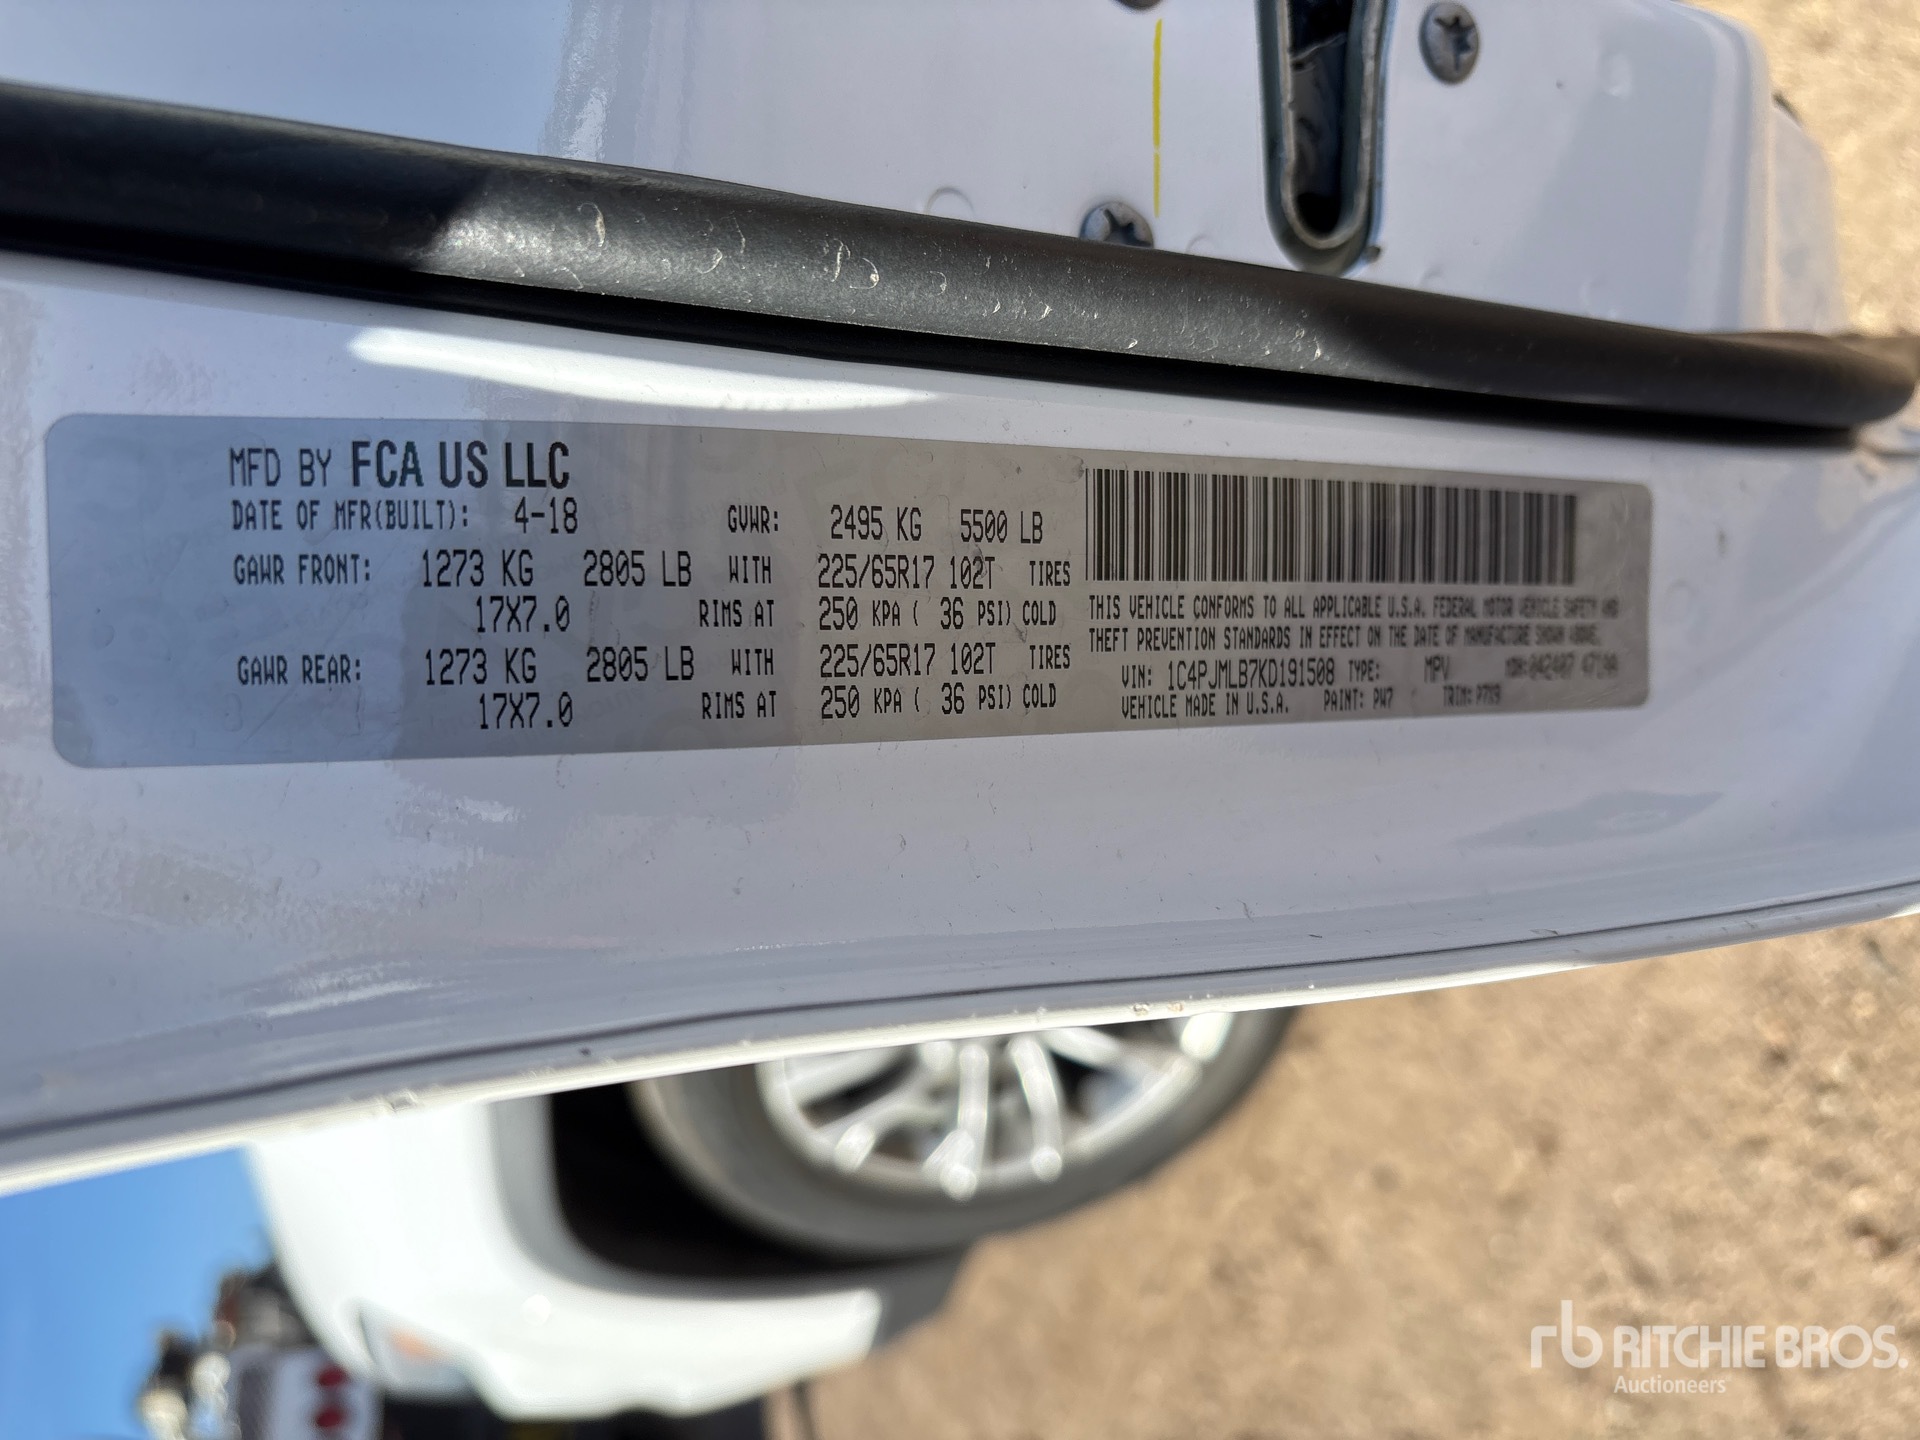 MFD BY FCA US LLC
DATE OF MFR(BUILT): 4-18 GVWR: 2495 KG 5500 LB
GAWR FRONT: 1273 KG 2805 LB WITH 225/65R17 102T TIRES
17X7.0 RIMS AT 250 KPA ( 36 PSI) COLD
GAWR REAR: 1273 KG 2805 LB WITH 225/65R17 102T TIRES
17X7.0 RIMS AT 250 KPA ( 36 PSI) COLD
THIS VEHICLE CONFORMS TO ALL APPLICABLE U.S.A. FEDERAL MOTOR VEHICLE SAFETY AND
THEFT PREVENTION STANDARDS IN EFFECT ON THE DATE OF MANUFACTURE SHOWN ABOVE.
VIN: 1C4PJMLB7KD191508 TYPE: MPV MDH:
VEHICLE MADE IN U.S.A. PAINT: PW7 TRIM:
rb RITCHIE BROS.
Auctioneers